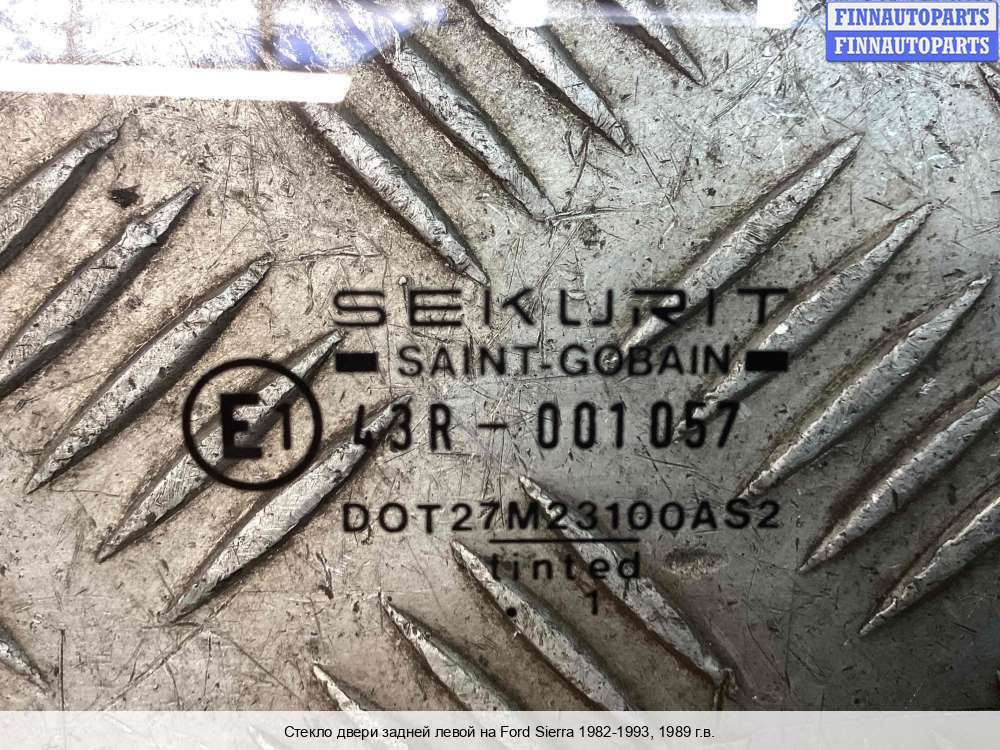 FINNAUTOPARTS
FINNAUTOPARTS
SEKURIT
SAINT-GOBAIN
E1 43R - 001057
DOT27M23100AS2
tinted
. 1
Стекло двери задней левой на Ford Sierra 1982-1993, 1989 г.в.